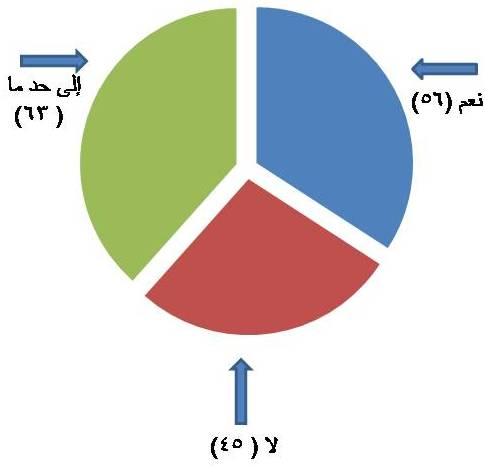 نعم (٥٦)
إلى حد ما
(٦٣ )
لا ( ٤٥)